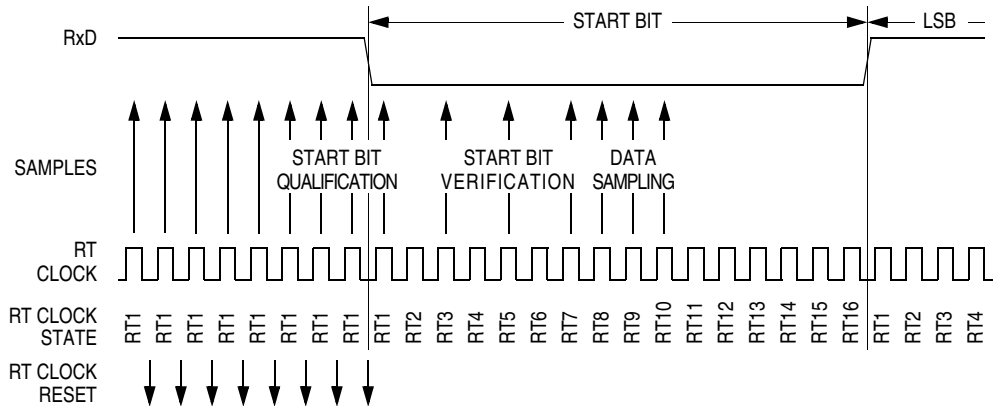 START BIT LSB
RxD
SAMPLES
START BIT QUALIFICATION
START BIT VERIFICATION
DATA SAMPLING
RT CLOCK
RT CLOCK STATE
RT1 RT1 RT1 RT1 RT1 RT1 RT1 RT1 RT1 RT2 RT3 RT4 RT5 RT6 RT7 RT8 RT9 RT10 RT11 RT12 RT13 RT14 RT15 RT16 RT1 RT2 RT3 RT4
RT CLOCK RESET